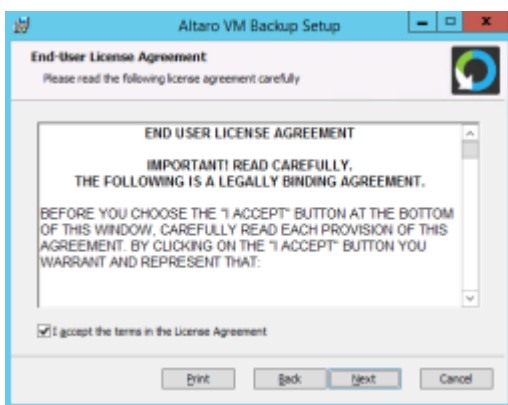 Altaro VM Backup Setup
End-User License Agreement
Please read the following license agreement carefully
END USER LICENSE AGREEMENT
IMPORTANT! READ CAREFULLY.
THE FOLLOWING IS A LEGALLY BINDING AGREEMENT.
BEFORE YOU CHOOSE THE "I ACCEPT" BUTTON AT THE BOTTOM
OF THIS WINDOW, CAREFULLY READ EACH PROVISION OF THIS
AGREEMENT. BY CLICKING ON THE "I ACCEPT" BUTTON YOU
WARRANT AND REPRESENT THAT:
I accept the terms in the License Agreement
Print Back Next Cancel